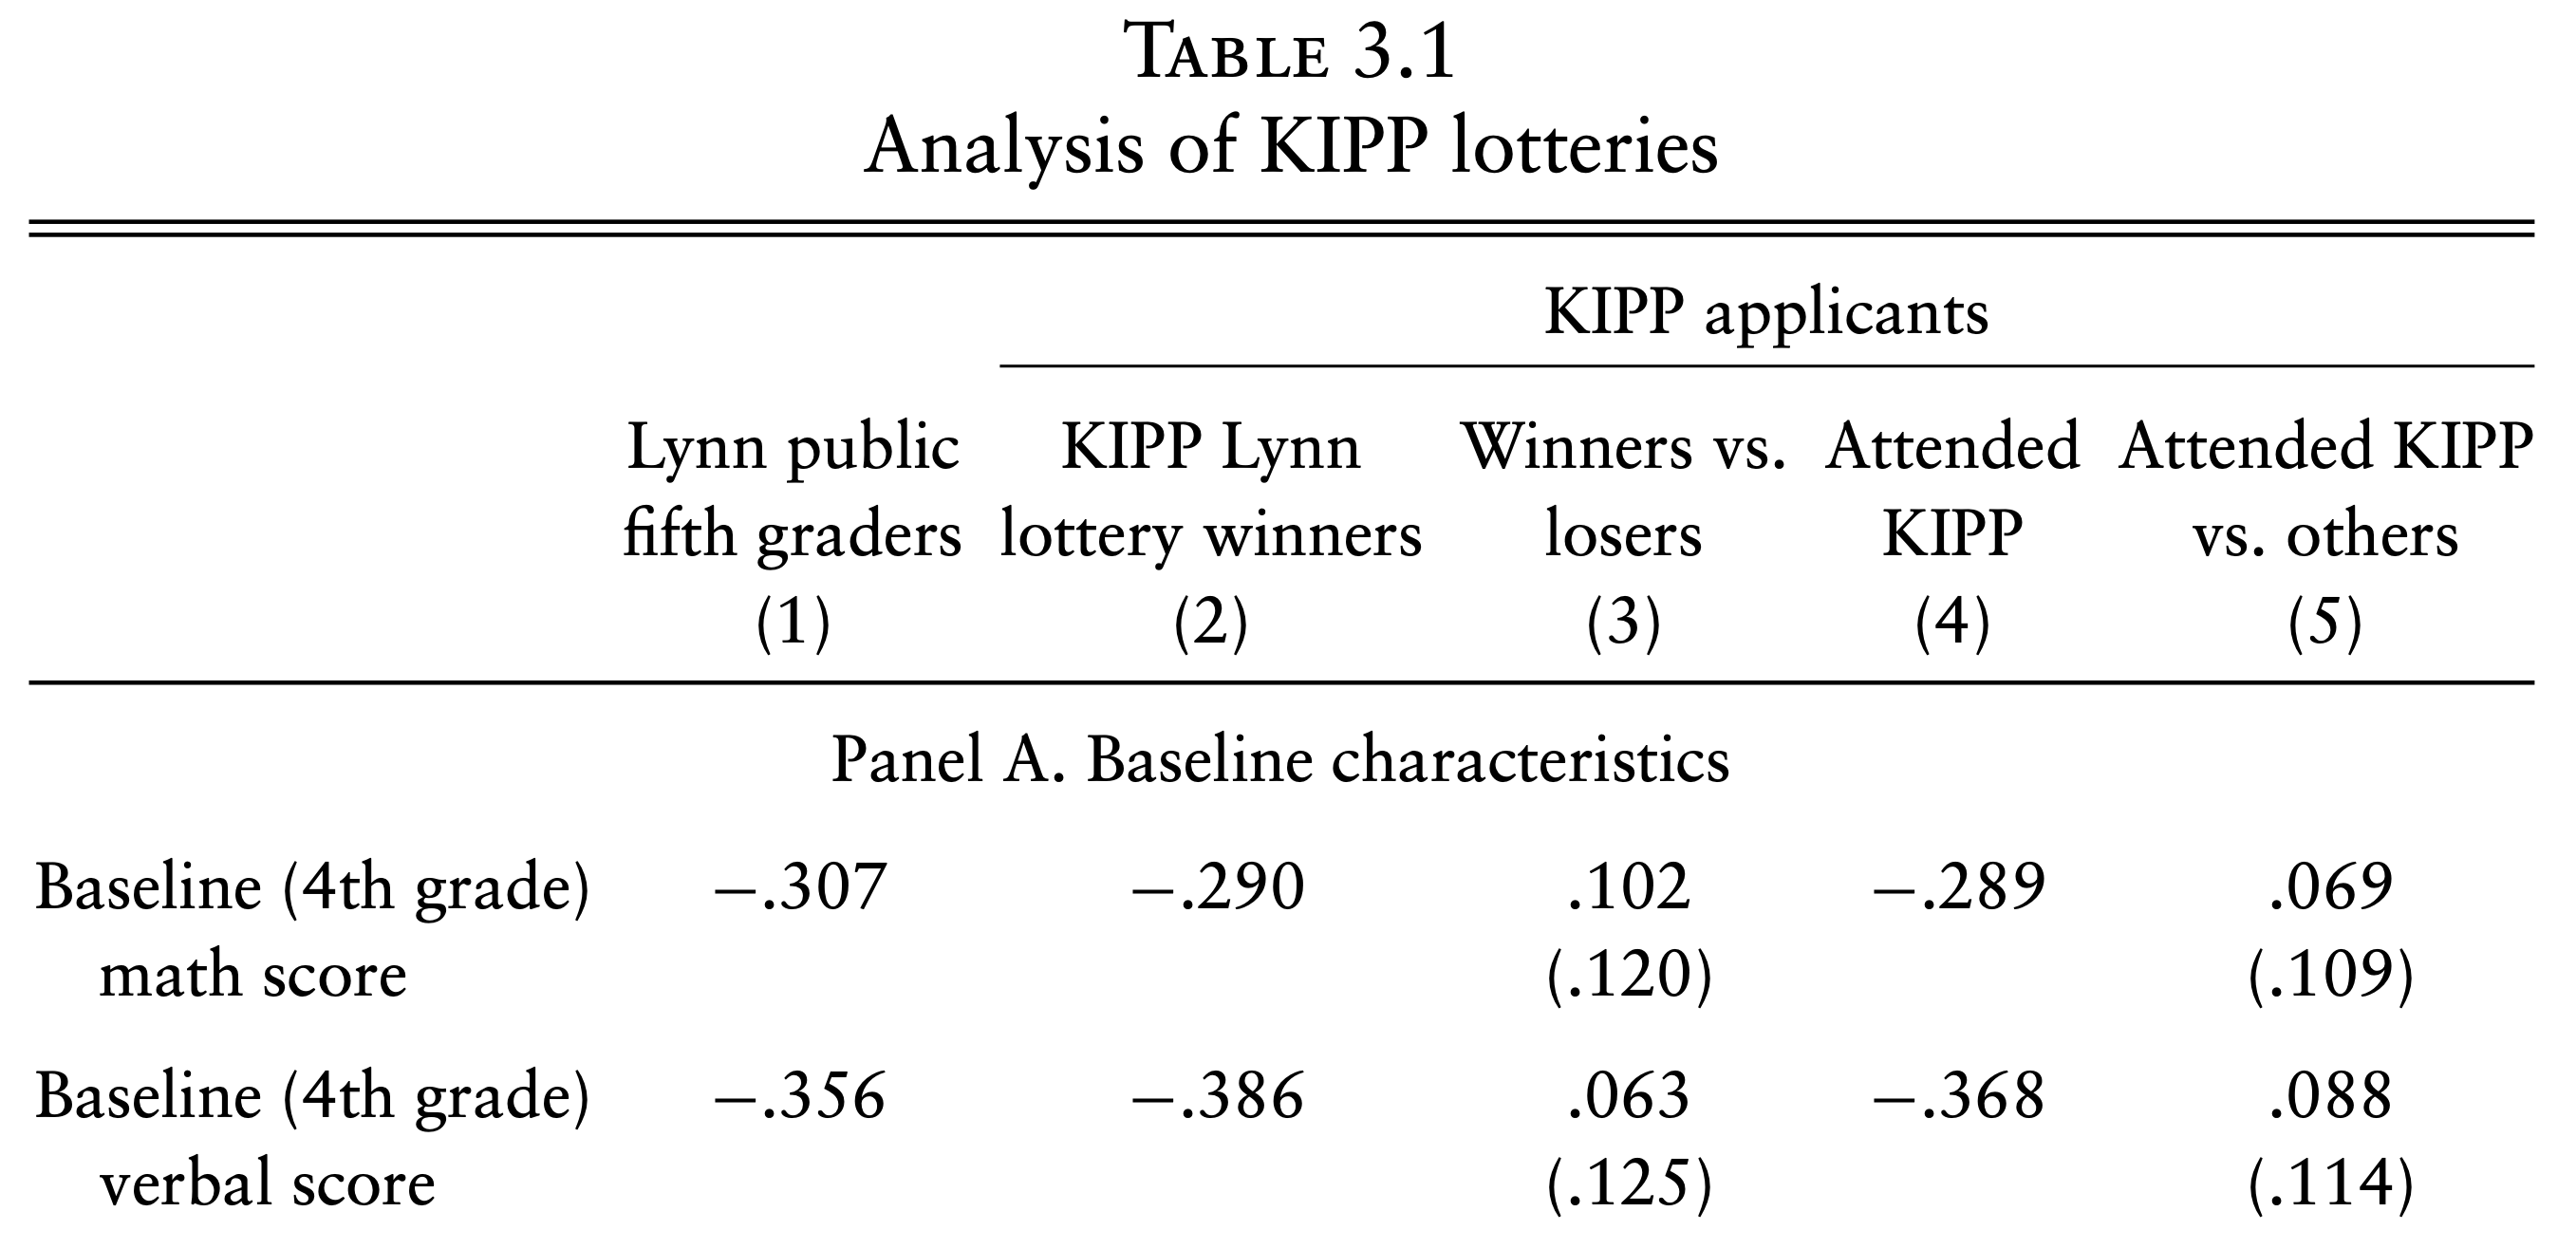 TABLE 3.1
Analysis of KIPP lotteries
KIPP applicants
Lynn public KIPP Lynn Winners vs. Attended Attended KIPP
fifth graders lottery winners losers KIPP vs. others
(1) (2) (3) (4) (5)
Panel A. Baseline characteristics
Baseline (4th grade) −.307 −.290 .102 −.289 .069
math score (.120) (.109)
Baseline (4th grade) −.356 −.386 .063 −.368 .088
verbal score (.125) (.114)